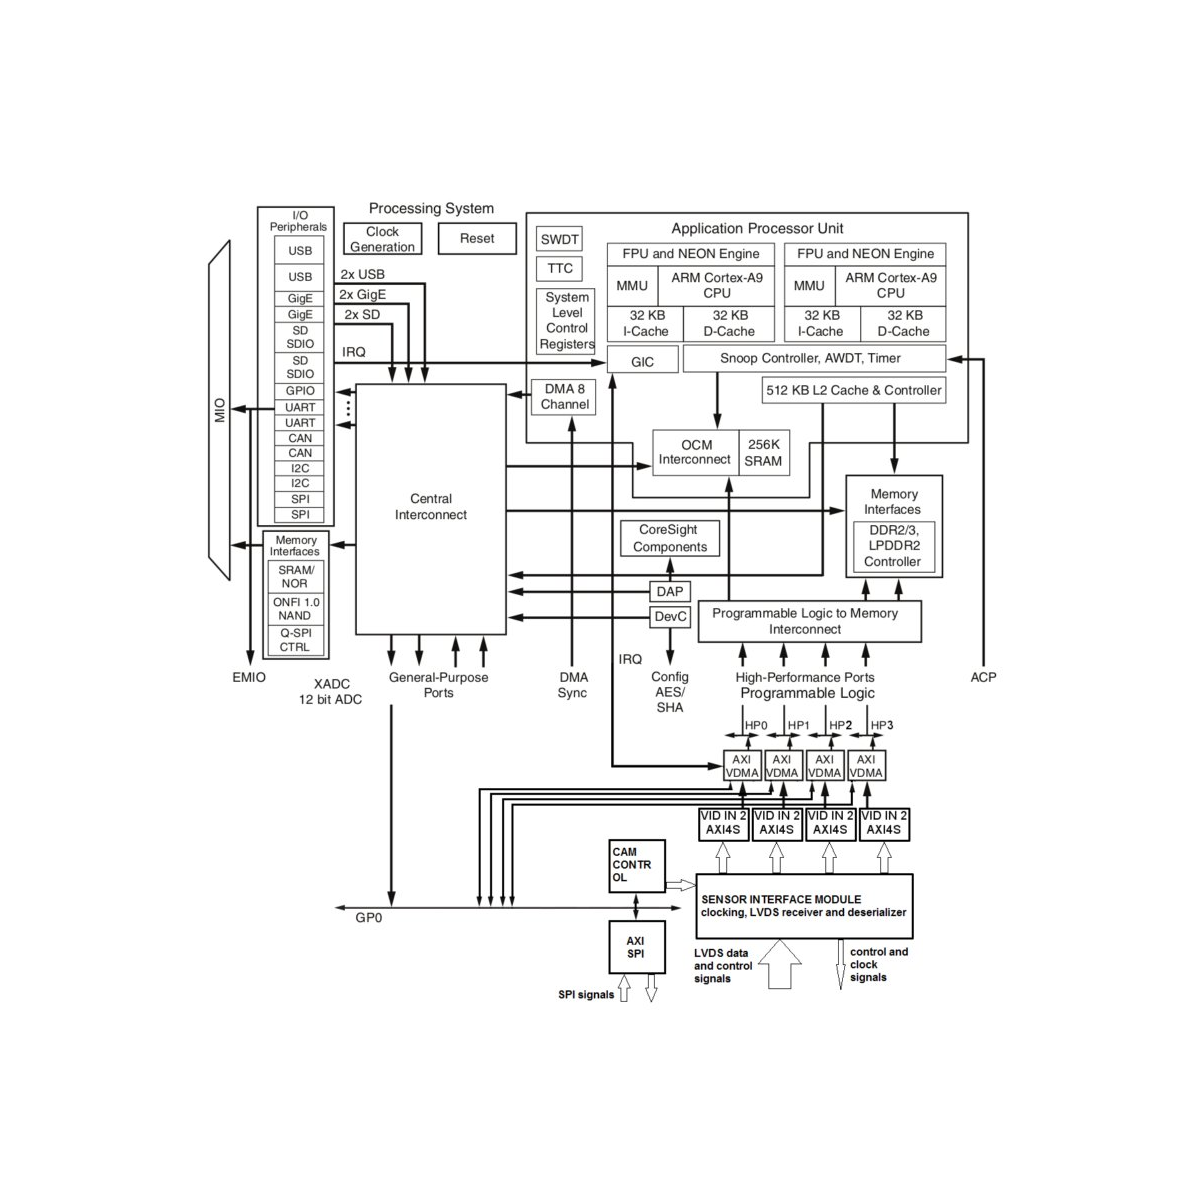 Processing System
I/O
Peripherals
USB
USB
GigE
GigE
SD
SDIO
SD
SDIO
GPIO
UART
UART
CAN
CAN
I2C
I2C
SPI
SPI
MIO
Memory
Interfaces
SRAM/
NOR
ONFI 1.0
NAND
Q-SPI
CTRL
EMIO
Clock
Generation
Reset
2x USB
2x GigE
2x SD
IRQ
Central
Interconnect
Application Processor Unit
SWDT
TTC
System
Level
Control
Registers
FPU and NEON Engine
MMU
ARM Cortex-A9
CPU
32 KB
I-Cache
32 KB
D-Cache
FPU and NEON Engine
MMU
ARM Cortex-A9
CPU
32 KB
I-Cache
32 KB
D-Cache
GIC
Snoop Controller, AWDT, Timer
DMA 8
Channel
512 KB L2 Cache & Controller
OCM
Interconnect
256K
SRAM
Memory
Interfaces
DDR2/3,
LPDDR2
Controller
CoreSight
Components
DAP
DevC
Programmable Logic to Memory
Interconnect
XADC
12 bit ADC
General-Purpose
Ports
DMA
Sync
IRQ
Config
AES/
SHA
High-Performance Ports
Programmable Logic
ACP
HP0
HP1
HP2
HP3
AXI
VDMA
AXI
VDMA
AXI
VDMA
AXI
VDMA
VID IN 2
AXI4S
VID IN 2
AXI4S
VID IN 2
AXI4S
VID IN 2
AXI4S
CAM
CONTR
OL
SENSOR INTERFACE MODULE
clocking, LVDS receiver and deserializer
GP0
AXI
SPI
SPI signals
LVDS data
and control
signals
control and
clock
signals